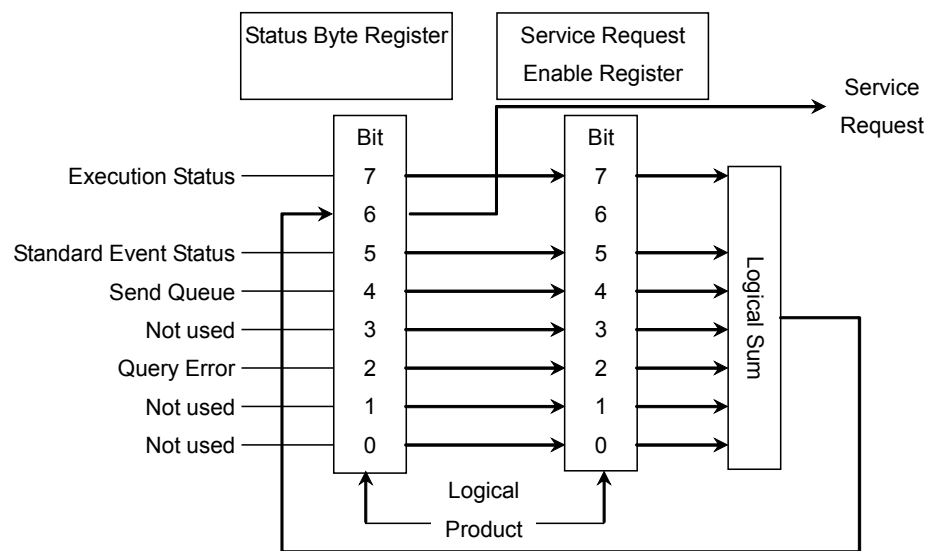 Status Byte Register
Service Request
Enable Register
Service
Request
Bit
Bit
Execution Status
7
7
6
6
Standard Event Status
5
5
Send Queue
4
4
Not used
3
3
Query Error
2
2
Not used
1
1
Not used
0
0
Logical Sum
Logical
Product